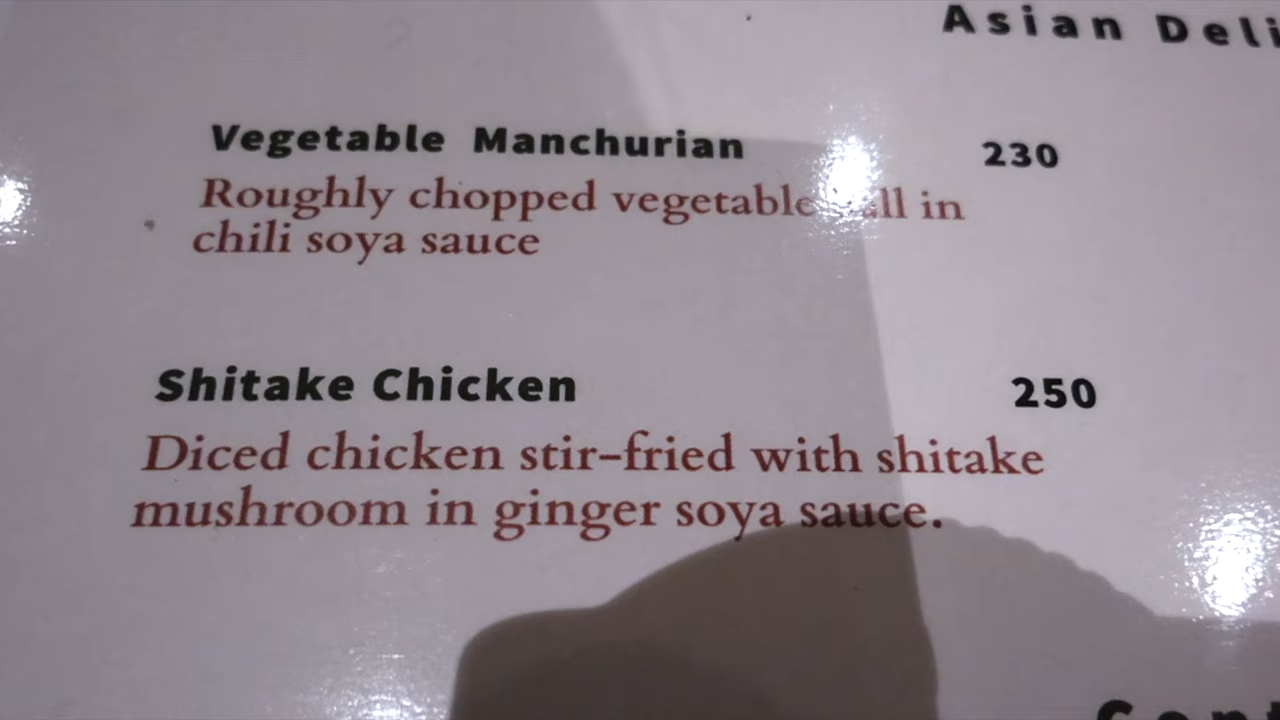 Asian Deli
Vegetable Manchurian 230
Roughly chopped vegetable in
chili soya sauce
Shitake Chicken 250
Diced chicken stir-fried with shitake
mushroom in ginger soya sauce.